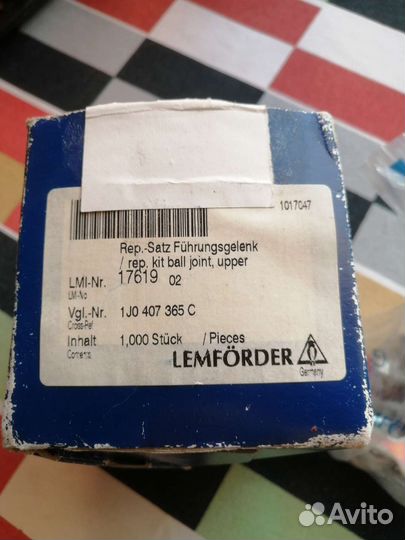 1017047
Rep.-Satz Führungsgelenk
/ rep. kit ball joint, upper
LMI-Nr. 17619 02
LMI-No
Vgl.-Nr. 1J0 407 365 C
Cross-Ref
Inhalt 1,000 Stück / Pieces
Contents
LEMFÖRDER
Germany
Avito